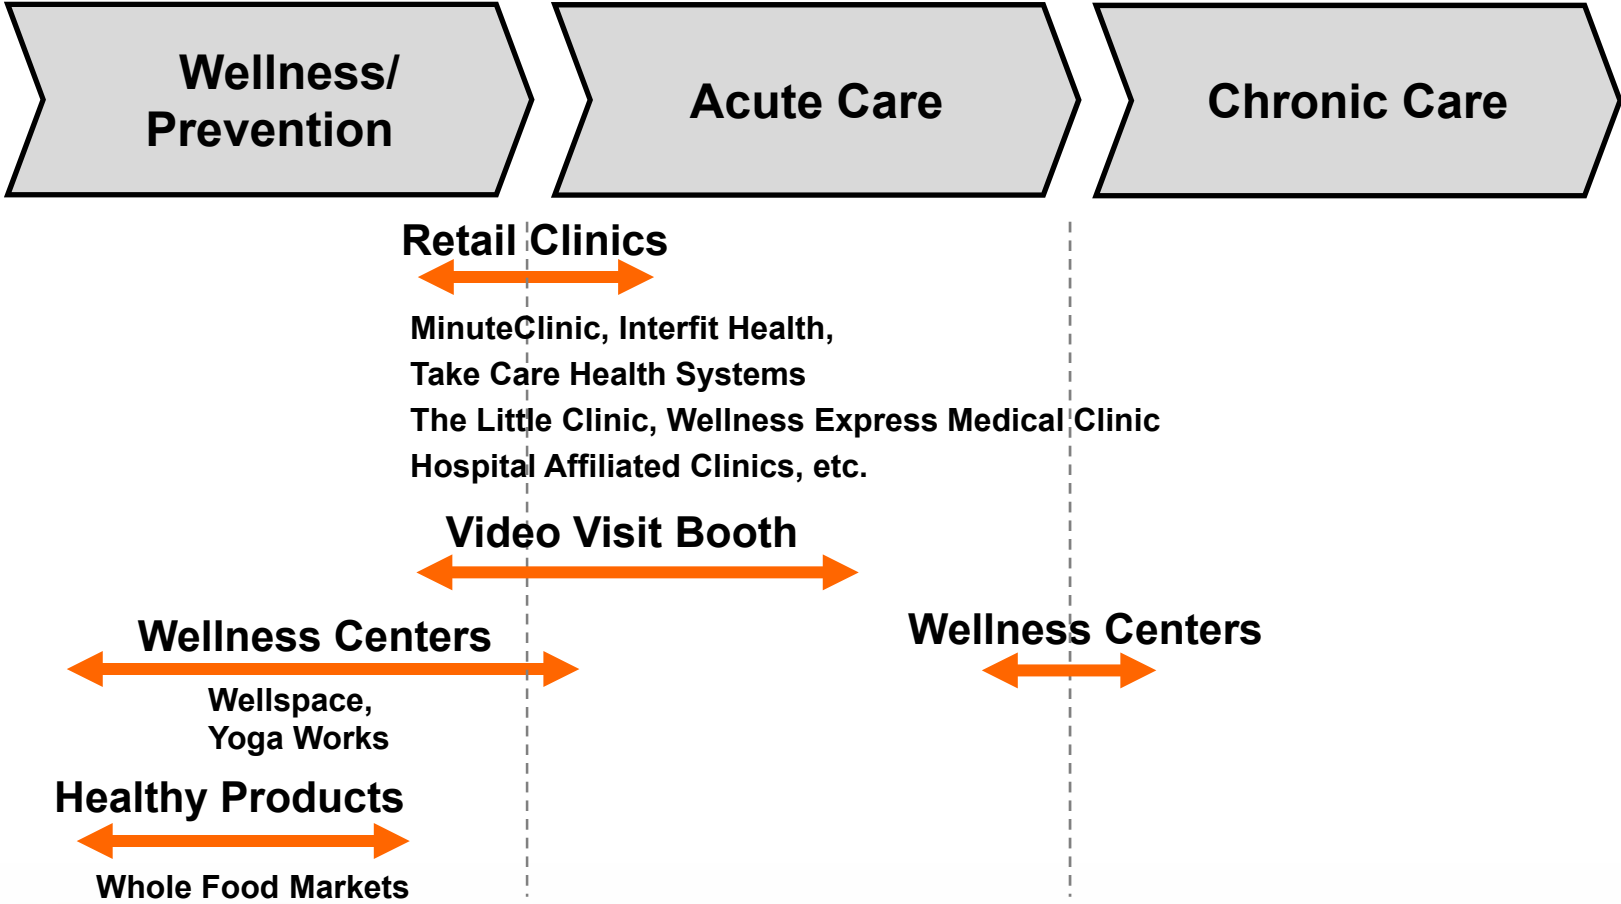 Wellness/
Prevention
Acute Care
Chronic Care
Retail Clinics
MinuteClinic, Interfit Health,
Take Care Health Systems
The Little Clinic, Wellness Express Medical Clinic
Hospital Affiliated Clinics, etc.
Video Visit Booth
Wellness Centers
Wellspace,
Yoga Works
Wellness Centers
Healthy Products
Whole Food Markets